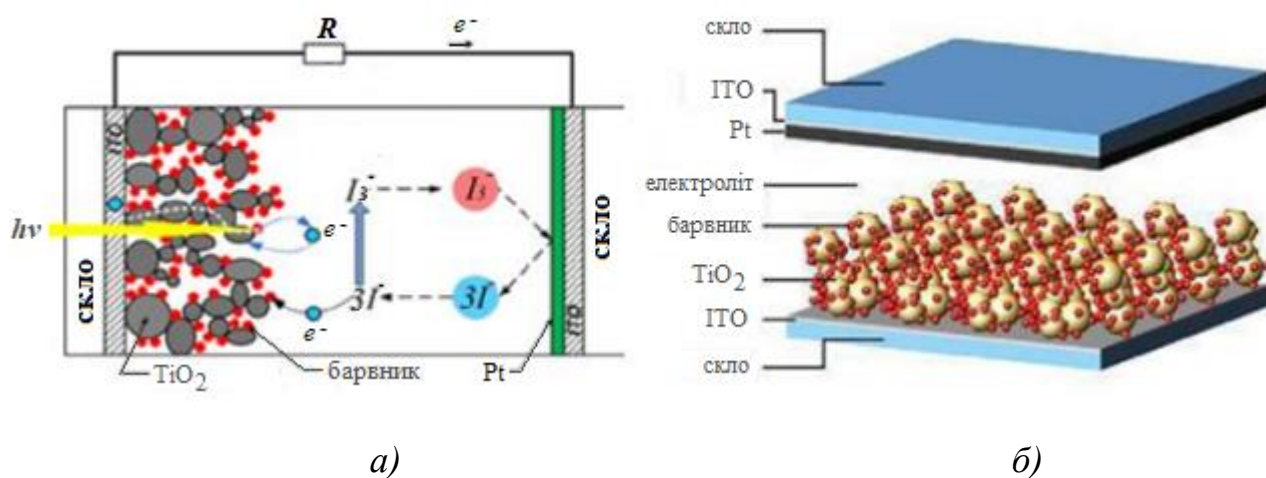 R
e⁻
ITO
I₃⁻
I₃⁻
hν
e⁻
скло
скло
3I⁻
3I⁻
ITO
e⁻
TiO₂
барвник
Pt
а)
скло
ITO
Pt
електроліт
барвник
TiO₂
ITO
скло
б)